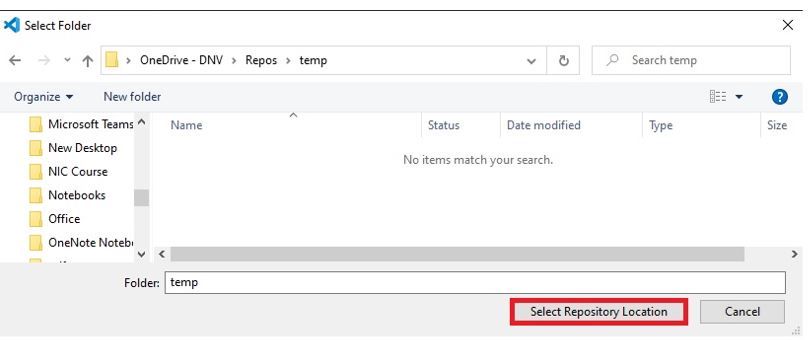 Select Folder
OneDrive - DNV > Repos > temp
Search temp
Organize
New folder
Microsoft Teams
New Desktop
NIC Course
Notebooks
Office
OneNote Noteb
Name
Status
Date modified
Type
Size
No items match your search.
Folder:
temp
Select Repository Location
Cancel